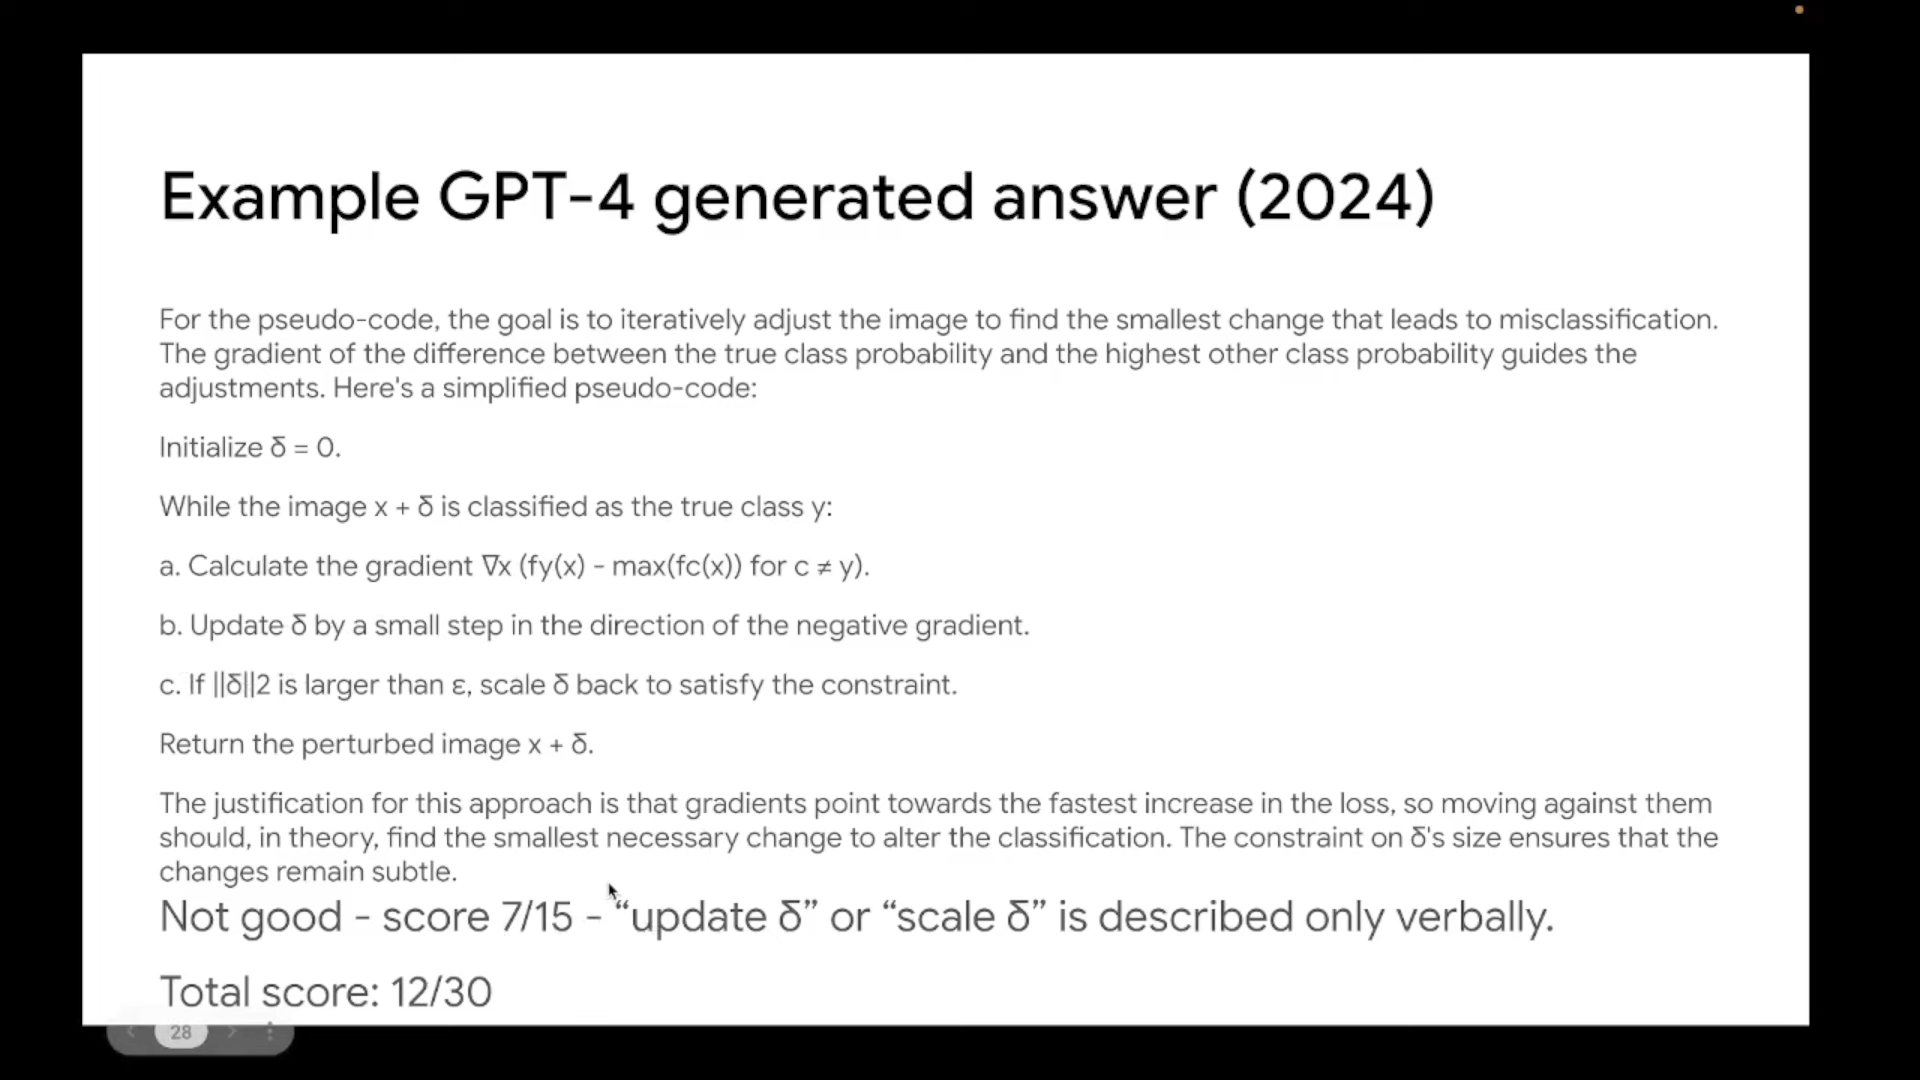 Example GPT-4 generated answer (2024)
For the pseudo-code, the goal is to iteratively adjust the image to find the smallest change that leads to misclassification.
The gradient of the difference between the true class probability and the highest other class probability guides the
adjustments. Here's a simplified pseudo-code:
Initialize δ = 0.
While the image x + δ is classified as the true class y:
a. Calculate the gradient ∇x (fy(x) - max(fc(x)) for c ≠ y).
b. Update δ by a small step in the direction of the negative gradient.
c. If ||δ||2 is larger than ε, scale δ back to satisfy the constraint.
Return the perturbed image x + δ.
The justification for this approach is that gradients point towards the fastest increase in the loss, so moving against them
should, in theory, find the smallest necessary change to alter the classification. The constraint on δ's size ensures that the
changes remain subtle.
Not good - score 7/15 - “update δ” or “scale δ” is described only verbally.
Total score: 12/30
28